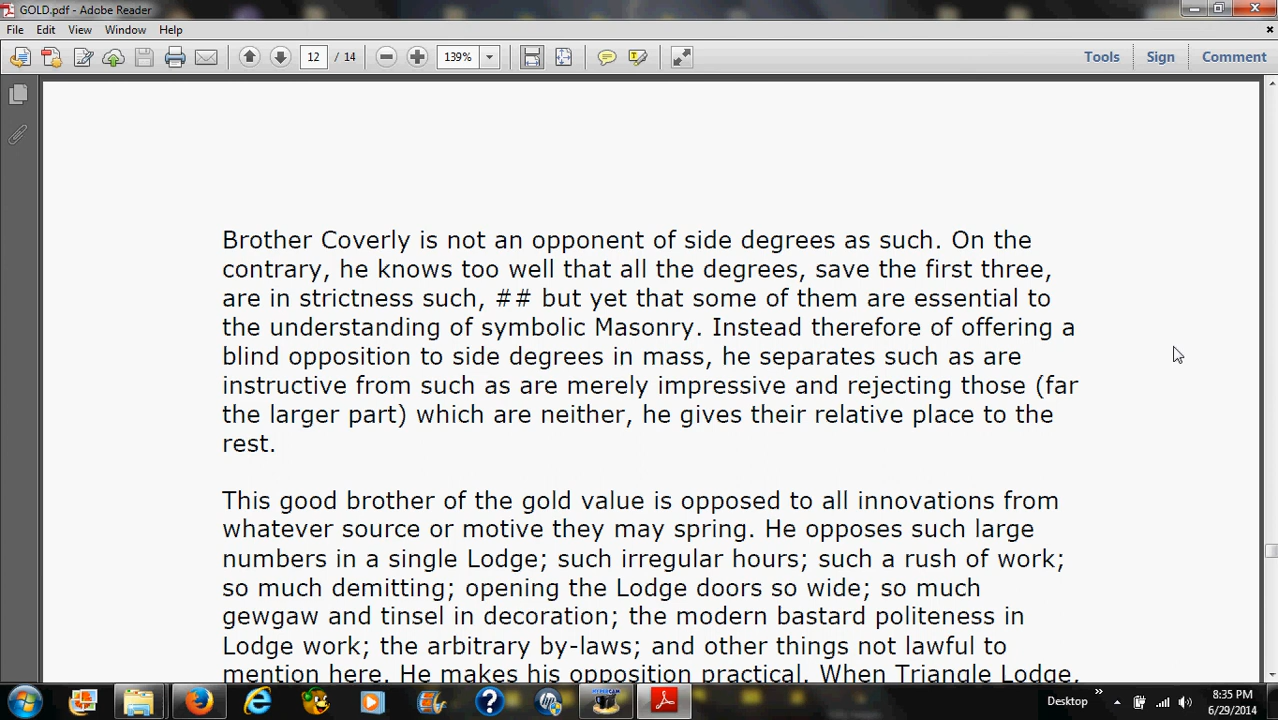 GOLD.pdf - Adobe Reader
File Edit View Window Help
12 / 14 139% Tools Sign Comment
Brother Coverly is not an opponent of side degrees as such. On the
contrary, he knows too well that all the degrees, save the first three,
are in strictness such, ## but yet that some of them are essential to
the understanding of symbolic Masonry. Instead therefore of offering a
blind opposition to side degrees in mass, he separates such as are
instructive from such as are merely impressive and rejecting those (far
the larger part) which are neither, he gives their relative place to the
rest.
This good brother of the gold value is opposed to all innovations from
whatever source or motive they may spring. He opposes such large
numbers in a single Lodge; such irregular hours; such a rush of work;
so much demitting; opening the Lodge doors so wide; so much
gewgaw and tinsel in decoration; the modern bastard politeness in
Lodge work; the arbitrary by-laws; and other things not lawful to
mention here. He makes his opposition practical. When Triangle Lodge,
Desktop 8:35 PM
6/29/2014